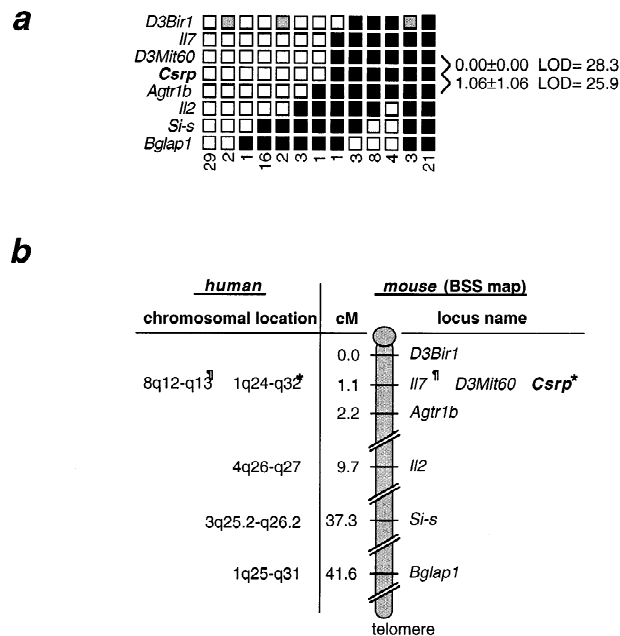 a
D3Bir1
Il7
D3Mit60
Csrp
Agtr1b
Il2
Si-s
Bglap1
0.00±0.00 LOD= 28.3
1.06±1.06 LOD= 25.9
29 2 1 16 2 3 1 1 3 8 4 3 21
b
human mouse (BSS map)
chromosomal location cM locus name
0.0 D3Bir1
8q12-q13¶ 1q24-q32* 1.1 Il7¶ D3Mit60 Csrp*
2.2 Agtr1b
4q26-q27 9.7 Il2
3q25.2-q26.2 37.3 Si-s
1q25-q31 41.6 Bglap1
telomere